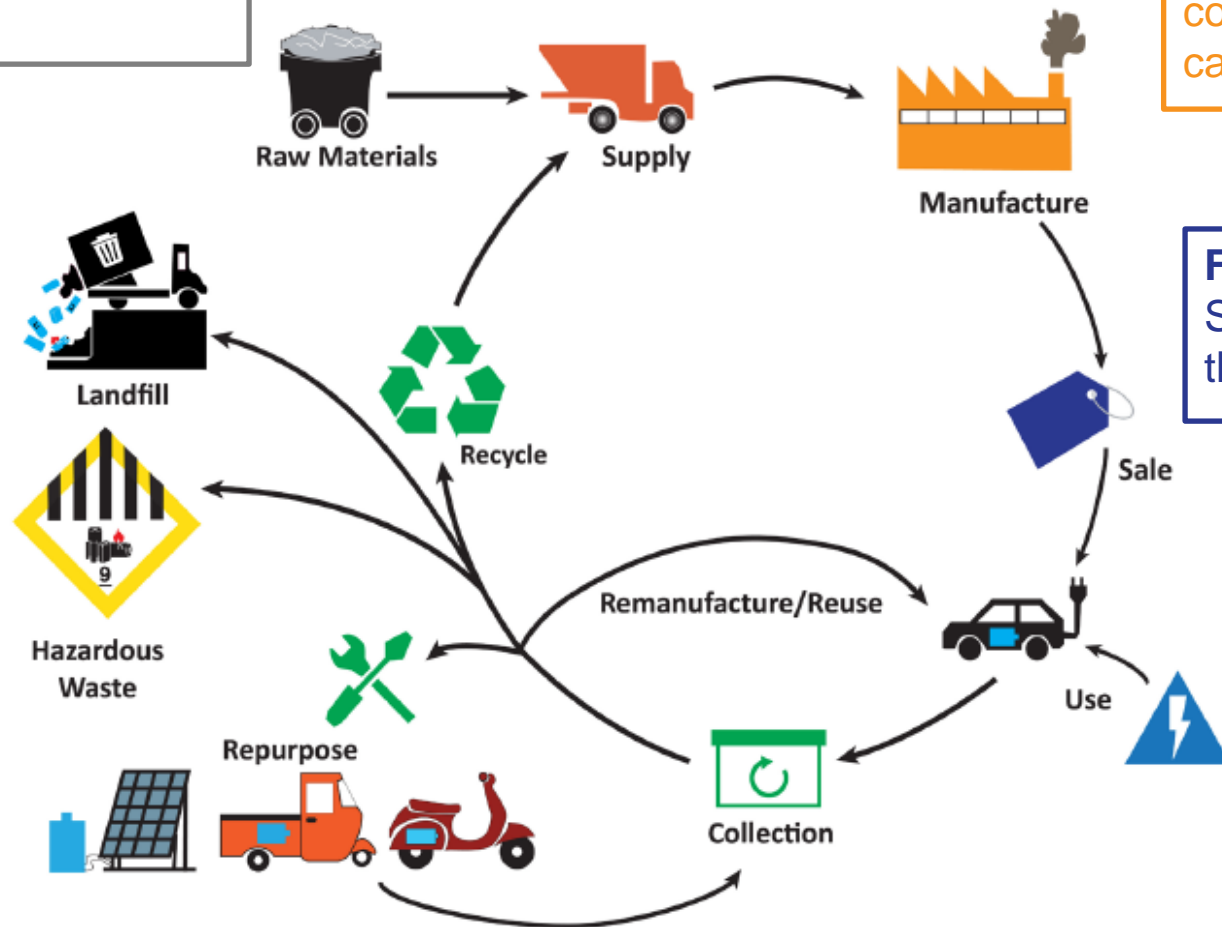 Raw Materials
Supply
Manufacture
Landfill
Recycle
Sale
Remanufacture/Reuse
Hazardous
Waste
9
Use
Repurpose
Collection